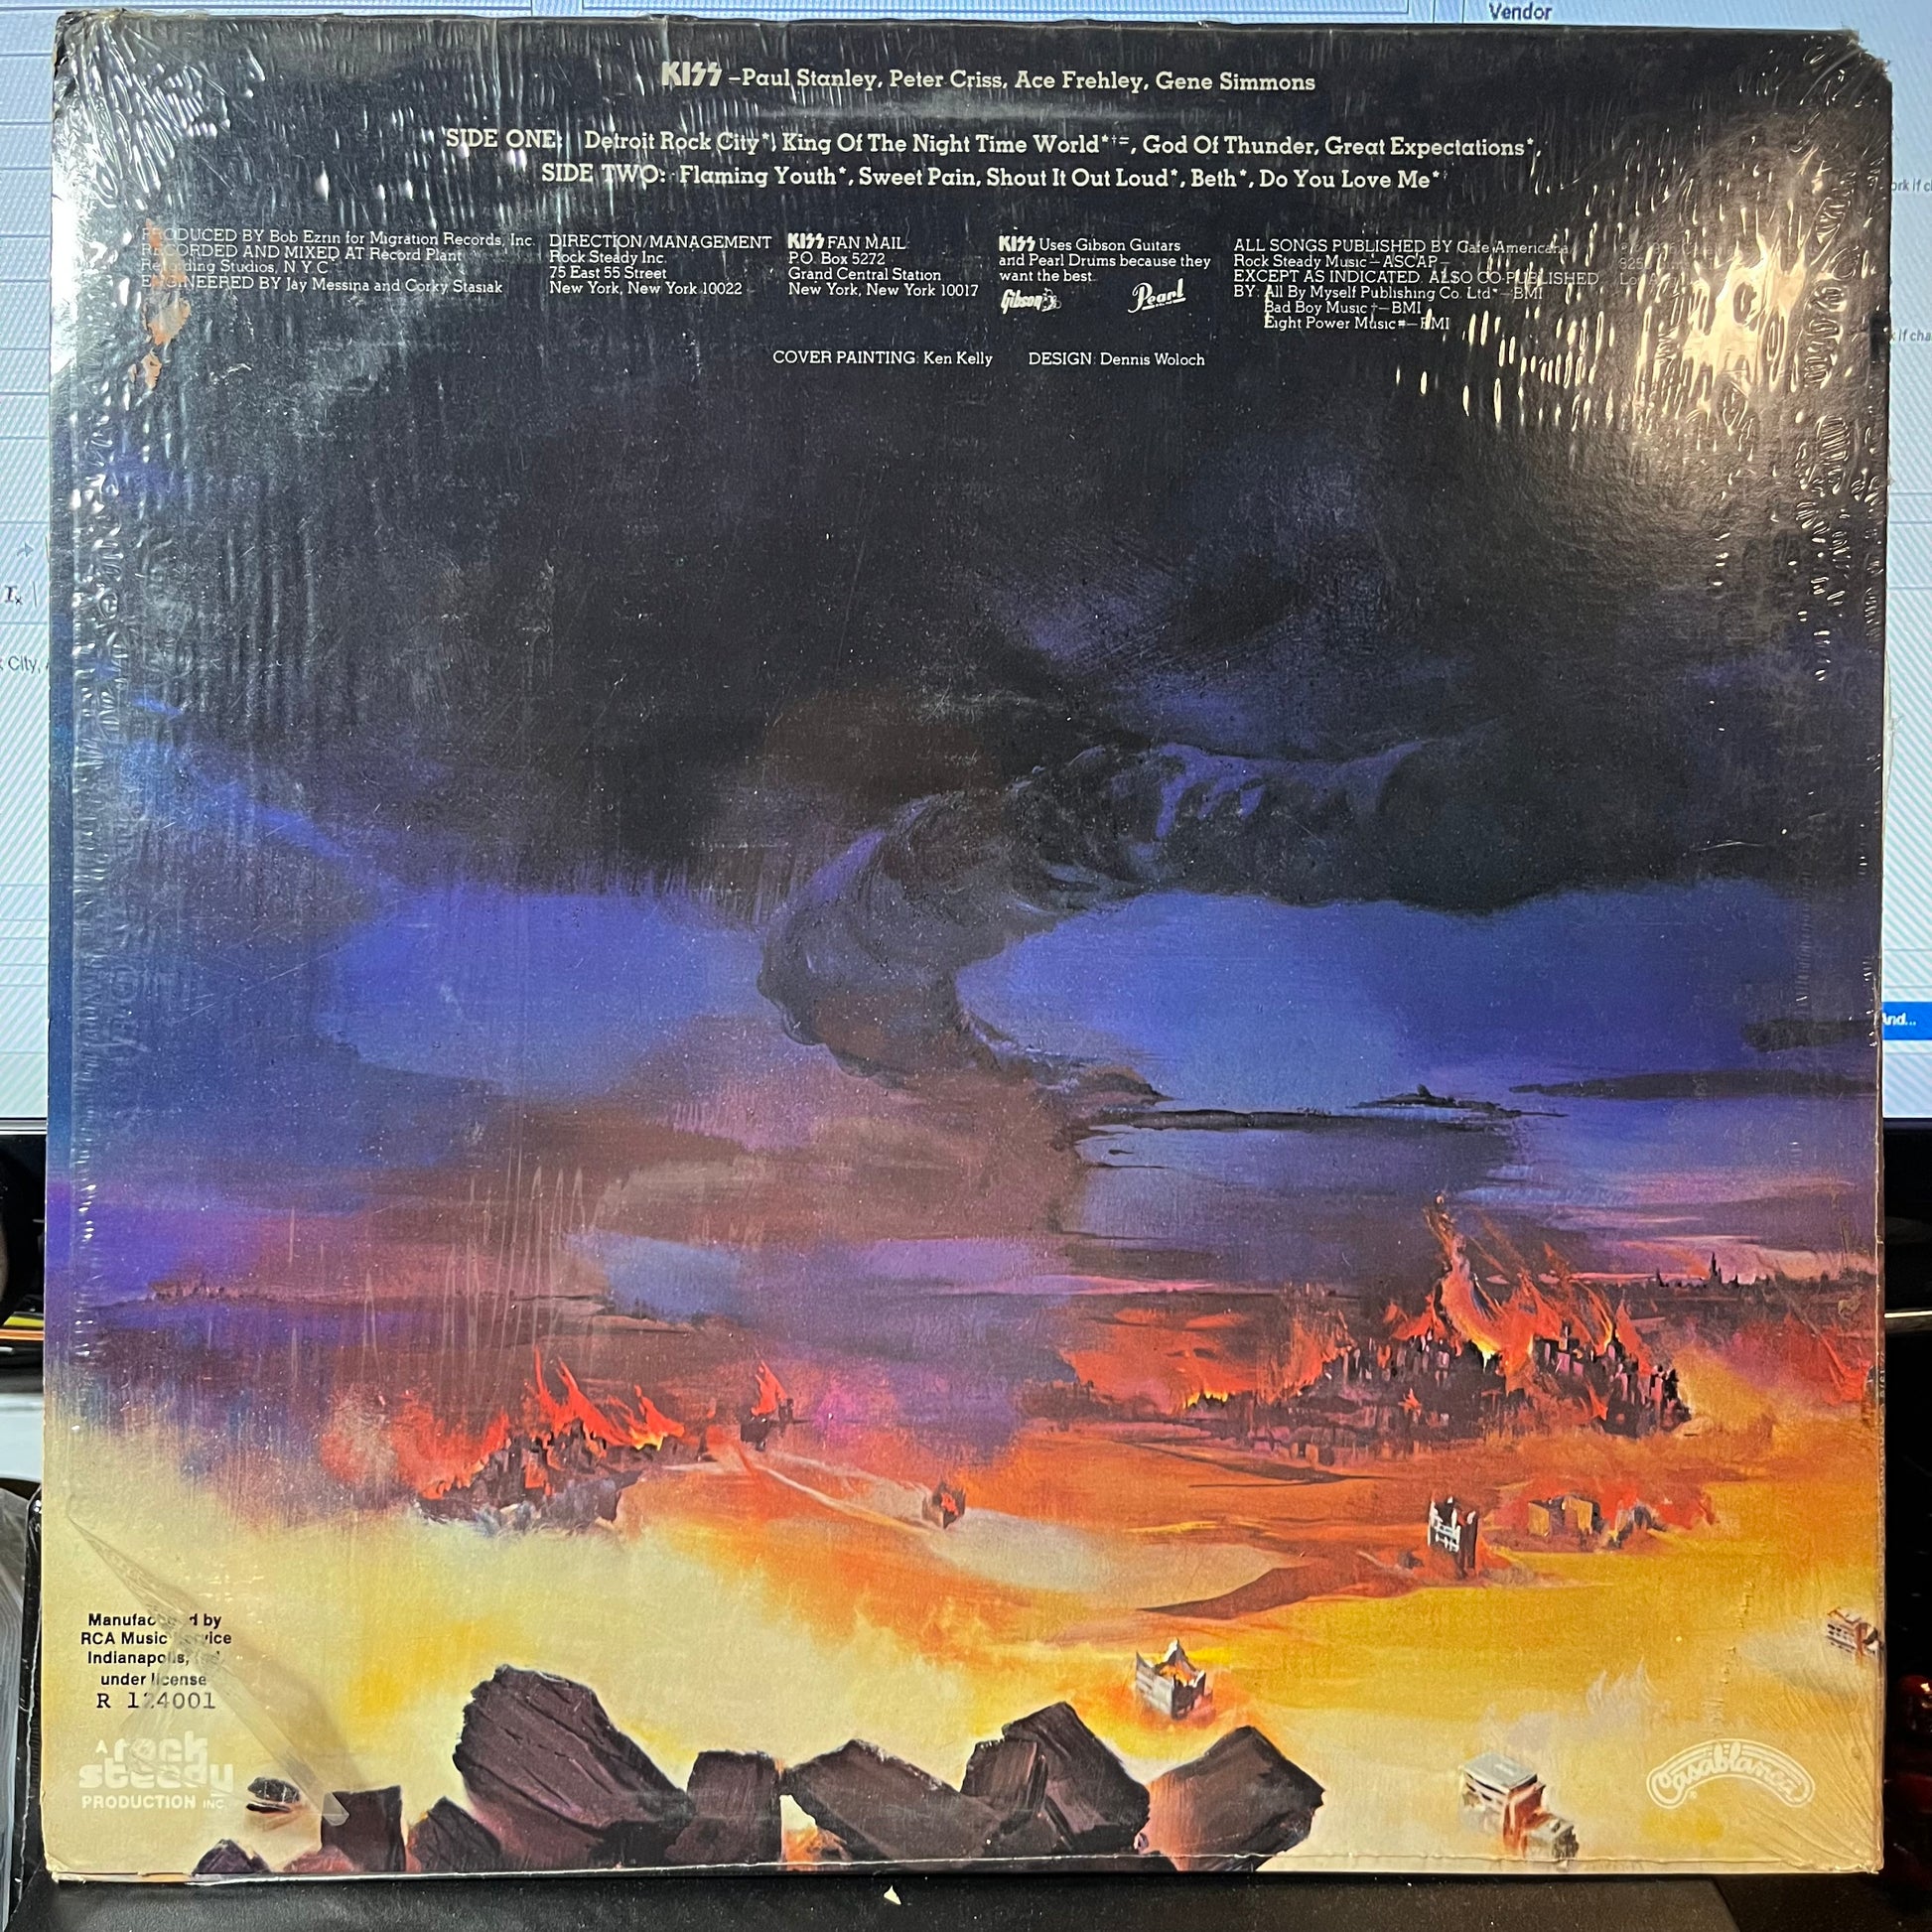 Vendor
KISS –Paul Stanley, Peter Criss, Ace Frehley, Gene Simmons
SIDE ONE: Detroit Rock City*, King Of The Night Time World*†=, God Of Thunder, Great Expectations*,
SIDE TWO: Flaming Youth*, Sweet Pain, Shout It Out Loud*, Beth*, Do You Love Me*
PRODUCED BY Bob Ezrin for Migration Records, Inc.
RECORDED AND MIXED AT Record Plant
Recording Studios, N.Y.C.
ENGINEERED BY Jay Messina and Corky Stasiak
DIRECTION/MANAGEMENT
Rock Steady Inc.
75 East 55 Street
New York, New York 10022
KISS FAN MAIL
P.O. Box 5272
Grand Central Station
New York, New York 10017
KISS Uses Gibson Guitars
and Pearl Drums because they
want the best.
Gibson Pearl
ALL SONGS PUBLISHED BY Cafe Americana
Rock Steady Music—ASCAP—
EXCEPT AS INDICATED. ALSO CO-PUBLISHED
BY: All By Myself Publishing Co. Ltd*—BMI
Bad Boy Music†—BMI
Eight Power Music=—BMI
COVER PAINTING: Ken Kelly DESIGN: Dennis Woloch
City,
And...
Manufactured by
RCA Music Service
Indianapolis,
under license
R 124001
A rock
steady
PRODUCTION INC.
Casablanca